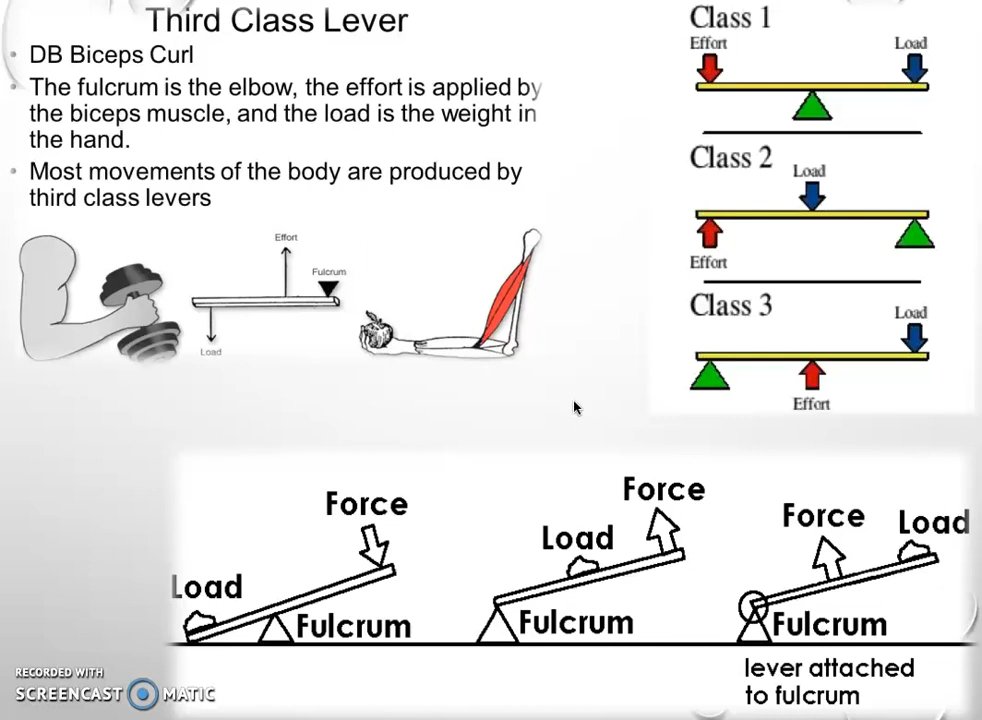 Third Class Lever
DB Biceps Curl
The fulcrum is the elbow, the effort is applied by
the biceps muscle, and the load is the weight in
the hand.
Most movements of the body are produced by
third class levers
Effort
Fulcrum
Load
Class 1
Effort Load
Class 2
Load
Effort
Class 3
Load
Effort
Force
Load
Fulcrum
Force
Load
Fulcrum
Force
Load
Fulcrum
lever attached
to fulcrum
RECORDED WITH
SCREENCAST MATIC